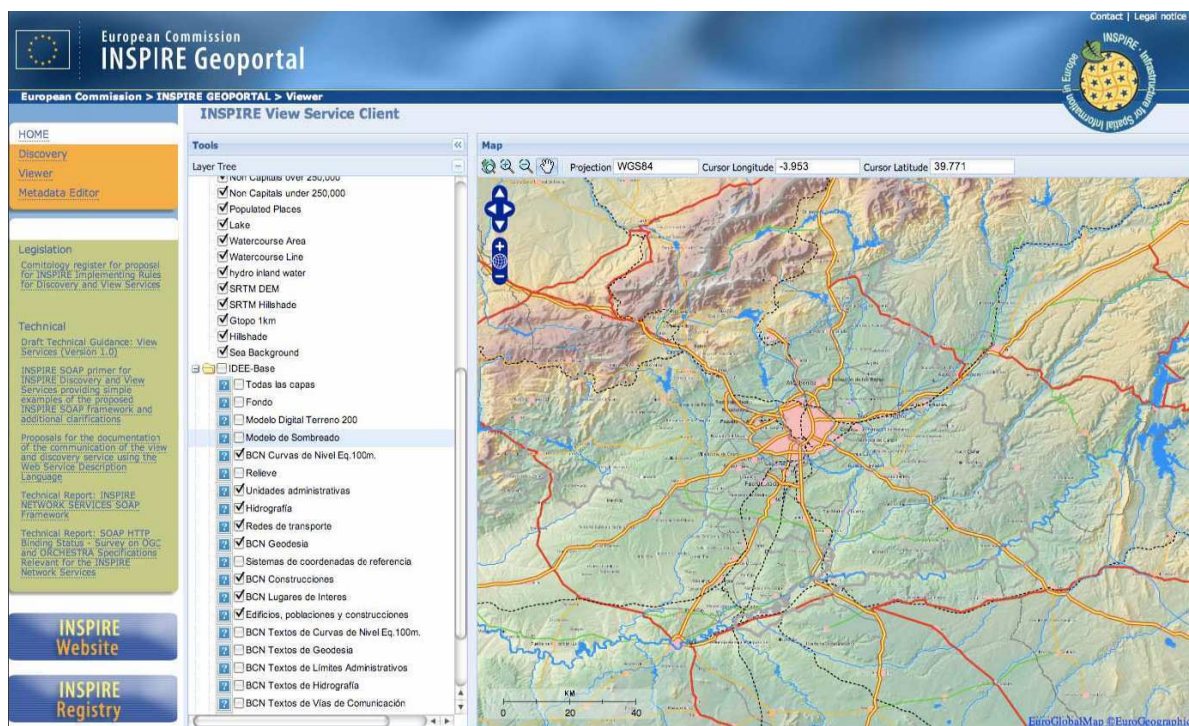 Contact | Legal notice
European Commission
INSPIRE Geoportal
INSPIRE - Infrastructure for Spatial Information in Europe
European Commission > INSPIRE GEOPORTAL > Viewer
INSPIRE View Service Client
HOME
Discovery
Viewer
Metadata Editor
Legislation
Comitology register for proposal
for INSPIRE Implementing Rules
for Discovery and View Services
Technical
Draft Technical Guidance: View
Services (Version 1.0)
INSPIRE SOAP primer for
INSPIRE Discovery and View
Services providing simple
examples of the proposed
INSPIRE SOAP framework and
additional clarifications
Proposals for the documentation
of the communication of the view
and discovery service using the
Web Service Description
Language
Technical Report: INSPIRE
NETWORK SERVICES SOAP
Framework
Technical Report: SOAP HTTP
Binding Status - Survey on OGC
and ORCHESTRA Specifications
Relevant for the INSPIRE
Network Services
INSPIRE
Website
INSPIRE
Registry
Tools
Layer Tree
Non Capitals over 250,000
Non Capitals under 250,000
Populated Places
Lake
Watercourse Area
Watercourse Line
hydro inland water
SRTM DEM
SRTM Hillshade
Gtopo 1km
Hillshade
Sea Background
IDEE-Base
Todas las capas
Fondo
Modelo Digital Terreno 200
Modelo de Sombreado
BCN Curvas de Nivel Eq.100m.
Relieve
Unidades administrativas
Hidrografía
Redes de transporte
BCN Geodesia
Sistemas de coordenadas de referencia
BCN Construcciones
BCN Lugares de Interes
Edificios, poblaciones y construcciones
BCN Textos de Curvas de Nivel Eq.100m.
BCN Textos de Geodesia
BCN Textos de Límites Administrativos
BCN Textos de Hidrografía
BCN Textos de Vías de Comunicación
Map
Projection WGS84 Cursor Longitude -3.953 Cursor Latitude 39.771
KM
0 20 40
EuroGlobalMap ©EuroGeographi